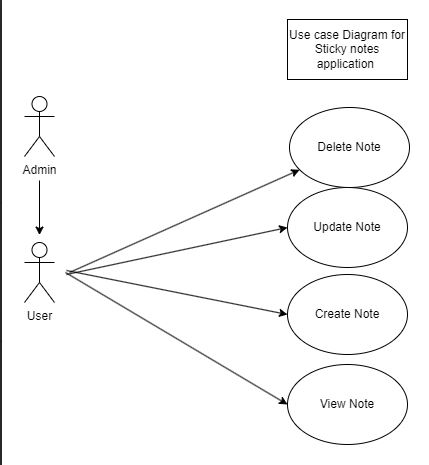 Use case Diagram for
Sticky notes
application
Delete Note
Admin
Update Note
User
Create Note
View Note